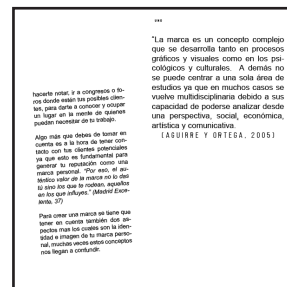 hacerte notar, ir a congresos o fo-
ros donde están tus posibles clien-
tes, para darte a conocer y ocupar
un lugar en la mente de quienes
puedan necesitar de tu trabajo.
Algo más que debes de tomar en
cuenta es a la hora de tener con-
tacto con tus clientes potenciales
ya que esto es fundamental para
generar tu reputación como una
marca personal. "Por eso, el au-
téntico valor de la marca no lo das
tú sino los que te rodean, aquellos
en los que influyes." (Madrid Exce-
lente, 37)
Para crear una marca se tiene que
tener en cuenta también dos as-
pectos mas los cuales son la iden-
tidad e imagen de tu marca perso-
nal, muchas veces estos conceptos
nos llegan a confundir.
"La marca es un concepto complejo
que se desarrolla tanto en procesos
gráficos y visuales como en los psi-
cológicos y culturales. A demás no
se puede centrar a una sola área de
estudios ya que en muchos casos se
vuelve multidisciplinaria debido a sus
capacidad de poderse analizar desde
una perspectiva, social, económica,
artística y comunicativa.
(AGUIRRE Y ORTEGA, 2005)